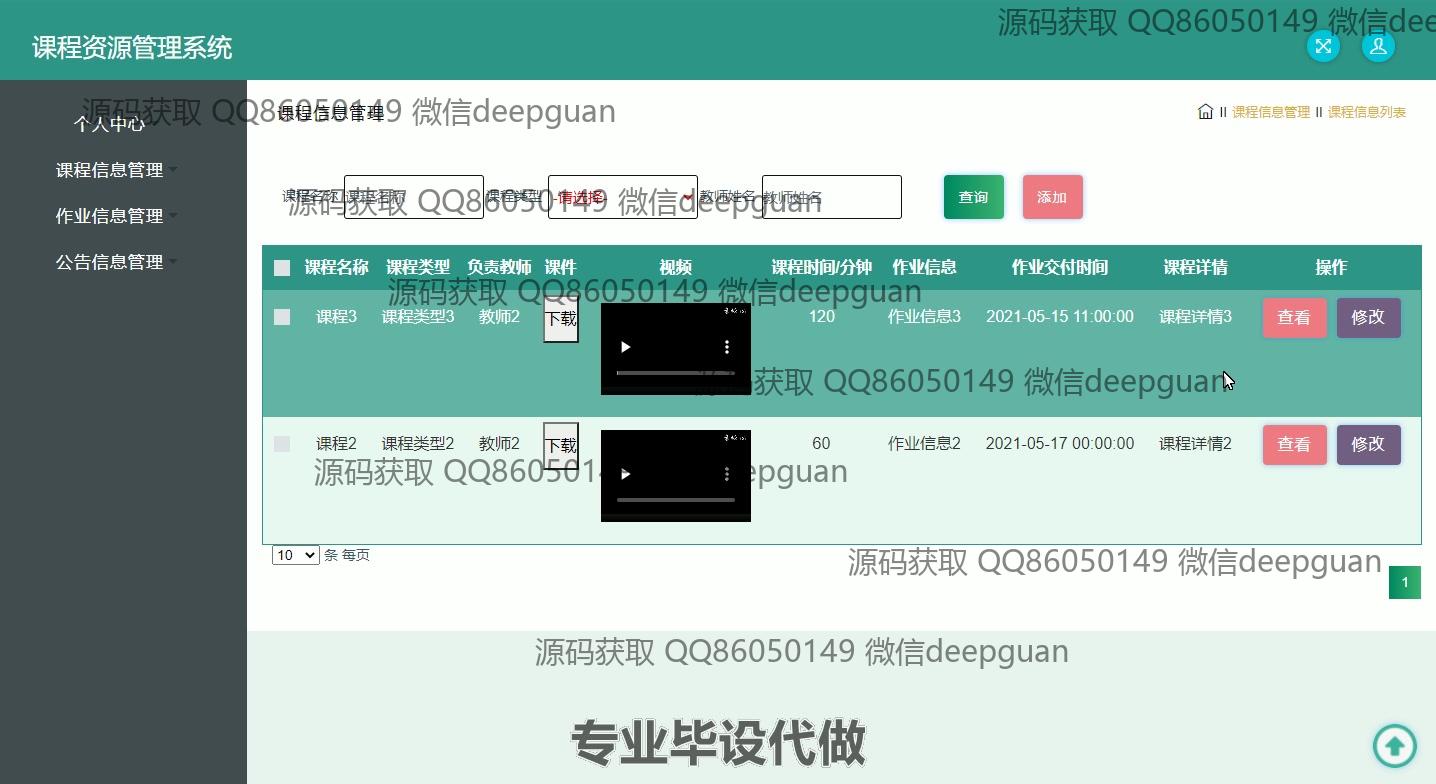 源码获取 QQ86050149 微信dee
课程资源管理系统
源码获取 QQ86050149 微信deepguan
个人中心
课程信息管理
作业信息管理
公告信息管理
课程信息管理
课程信息管理 课程信息列表
课程名称 课程名称 课程类型 -请选择- 教师姓名 教师姓名 查询 添加
源码获取 QQ86050149 微信deepguan
课程名称 课程类型 负责教师 课件 视频 课程时间/分钟 作业信息 作业交付时间 课程详情 操作
源码获取 QQ86050149 微信deepguan
课程3 课程类型3 教师2 下载 120 作业信息3 2021-05-15 11:00:00 课程详情3 查看 修改
源码获取 QQ86050149 微信deepguan
课程2 课程类型2 教师2 下载 60 作业信息2 2021-05-17 00:00:00 课程详情2 查看 修改
源码获取 QQ86050149 微信deepguan
10 条 每页
源码获取 QQ86050149 微信deepguan
1
源码获取 QQ86050149 微信deepguan
专业毕设代做